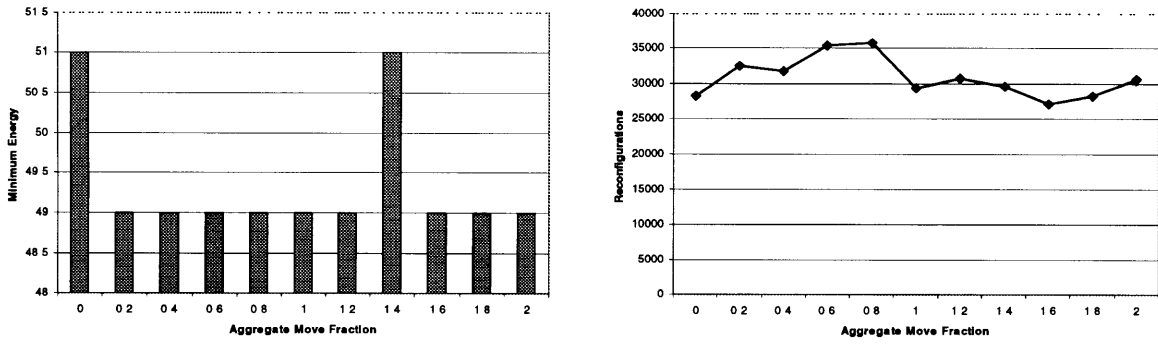 51 5
51
50 5
50
49 5
49
48 5
48
Minimum Energy
0 0 2 0 4 0 6 0 8 1 1 2 1 4 1 6 1 8 2
Aggregate Move Fraction
40000
35000
30000
25000
20000
15000
10000
5000
0
Reconfigurations
0 0 2 0 4 0 6 0 8 1 1 2 1 4 1 6 1 8 2
Aggregate Move Fraction